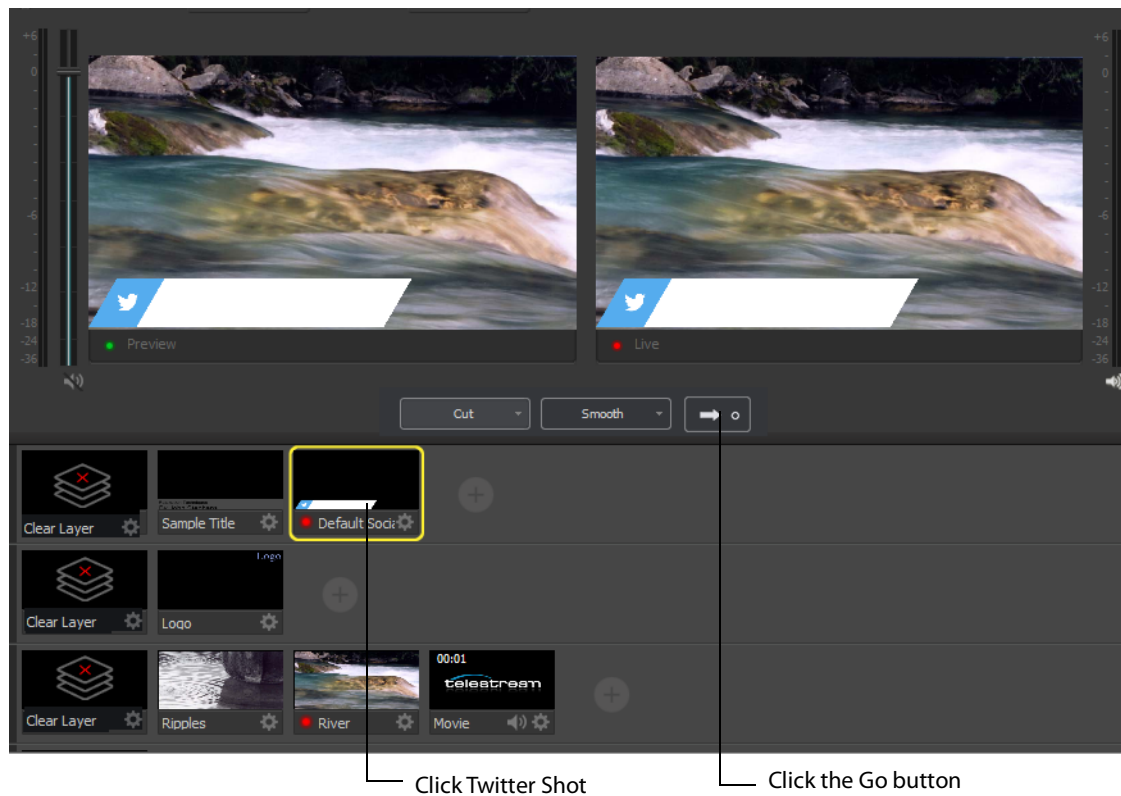 +6
+6
0
0
-6
-6
-12
-12
-18
-18
-24
-24
-36
-36
Preview
Live
Cut
Smooth
Clear Layer
Sample Title
Default Socia
Logo
Clear Layer
Logo
00:01
telestream
Clear Layer
Ripples
River
Movie
Click Twitter Shot
Click the Go button